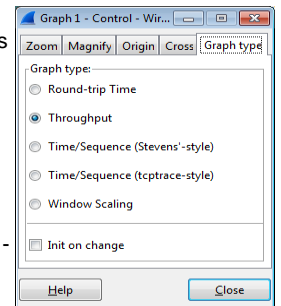 Graph 1 - Control - Wir...
s
Zoom Magnify Origin Cross Graph type
Graph type:
Round-trip Time
Throughput
Time/Sequence (Stevens'-style)
Time/Sequence (tcptrace-style)
Window Scaling
-
Init on change
Help Close